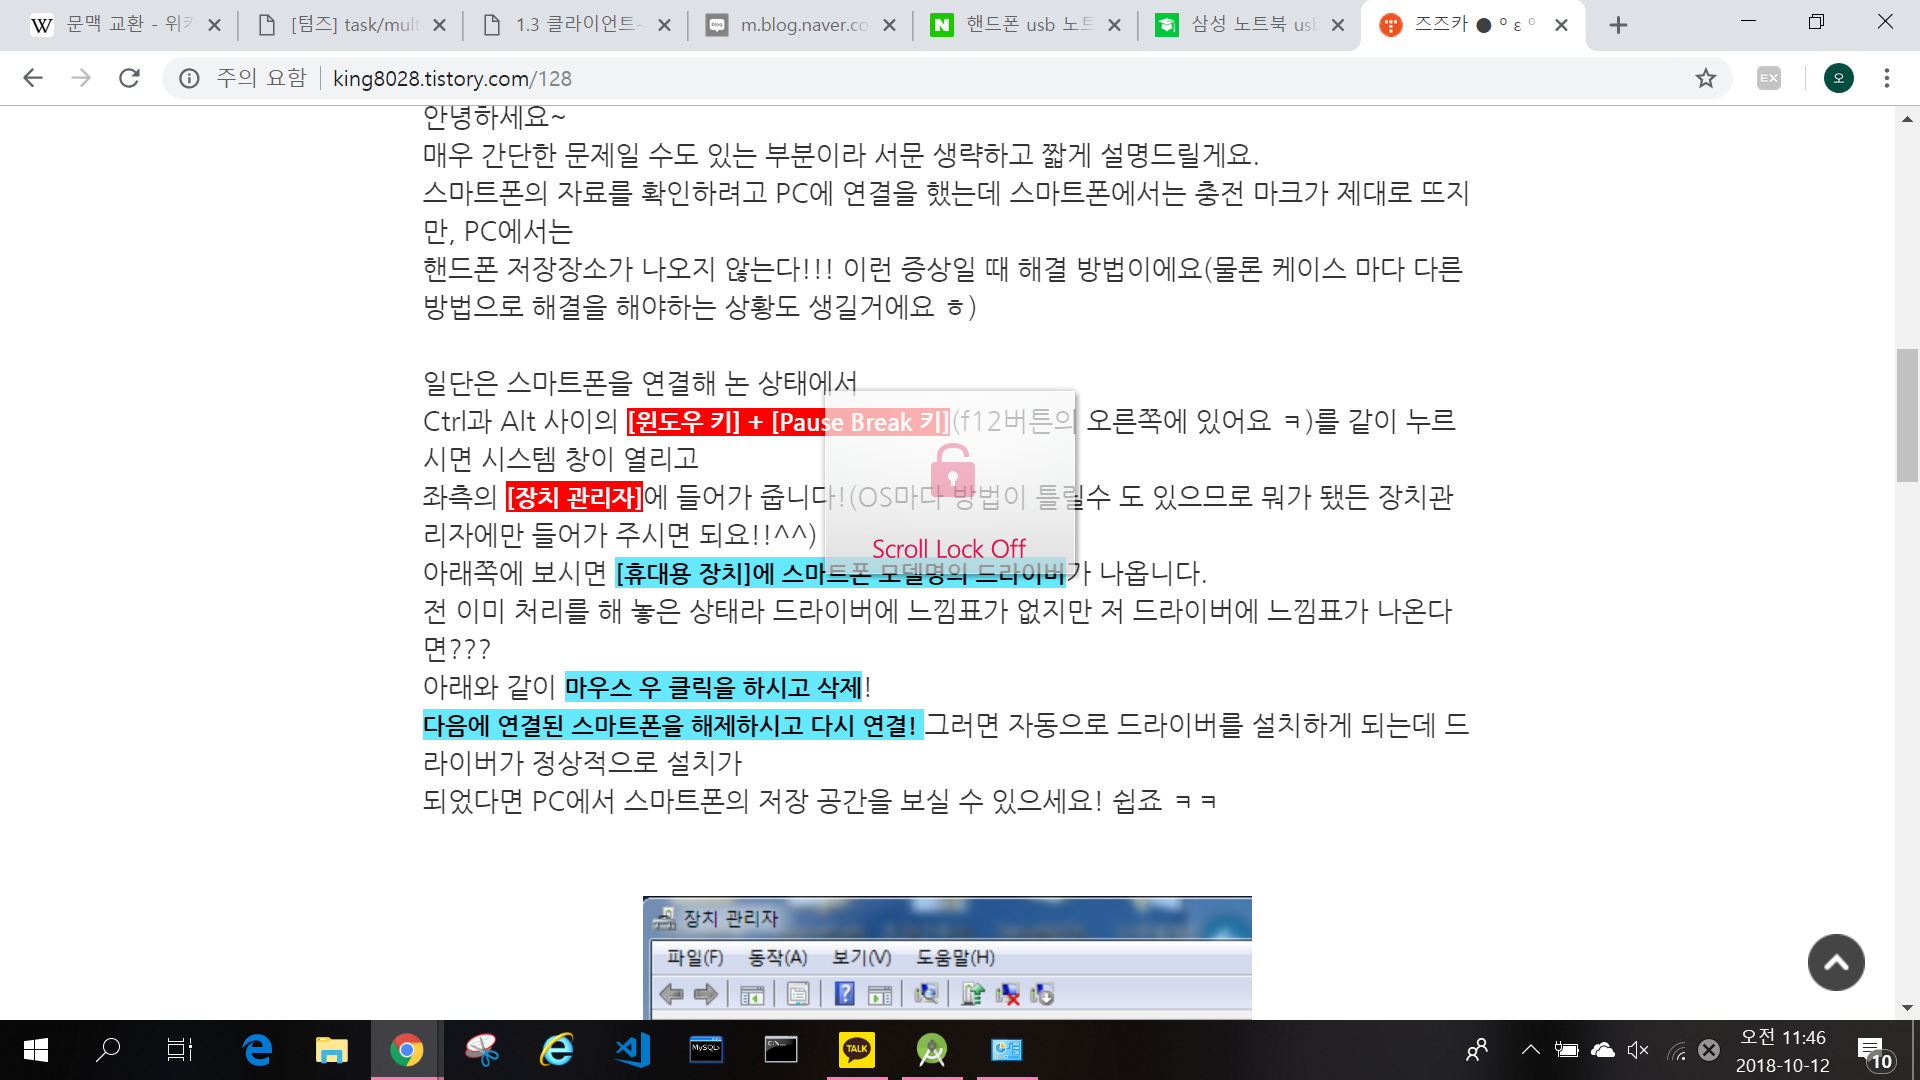 문맥 교환 - 위키
[텀즈] task/mult
1.3 클라이언트-
m.blog.naver.co
핸드폰 usb 노트
삼성 노트북 usb
즈즈카 ● º ε º
주의 요함
king8028.tistory.com/128
EX
오
안녕하세요~
매우 간단한 문제일 수도 있는 부분이라 서문 생략하고 짧게 설명드릴게요.
스마트폰의 자료를 확인하려고 PC에 연결을 했는데 스마트폰에서는 충전 마크가 제대로 뜨지
만, PC에서는
핸드폰 저장장소가 나오지 않는다!!! 이런 증상일 때 해결 방법이에요(물론 케이스 마다 다른
방법으로 해결을 해야하는 상황도 생길거에요 ㅎ)
일단은 스마트폰을 연결해 논 상태에서
Ctrl과 Alt 사이의 [윈도우 키] + [Pause Break 키](f12버튼의 오른쪽에 있어요 ㅋ)를 같이 누르
시면 시스템 창이 열리고
좌측의 [장치 관리자]에 들어가 줍니다!(OS마다 방법이 틀릴수 도 있으므로 뭐가 됐든 장치관
리자에만 들어가 주시면 되요!!^^)
Scroll Lock Off
아래쪽에 보시면 [휴대용 장치]에 스마트폰 모델명의 드라이버가 나옵니다.
전 이미 처리를 해 놓은 상태라 드라이버에 느낌표가 없지만 저 드라이버에 느낌표가 나온다
면???
아래와 같이 마우스 우 클릭을 하시고 삭제!
다음에 연결된 스마트폰을 해제하시고 다시 연결! 그러면 자동으로 드라이버를 설치하게 되는데 드
라이버가 정상적으로 설치가
되었다면 PC에서 스마트폰의 저장 공간을 보실 수 있으세요! 쉽죠 ㅋㅋ
장치 관리자
파일(F) 동작(A) 보기(V) 도움말(H)
MySQL
C:\
TALK
오전 11:46
2018-10-12
10